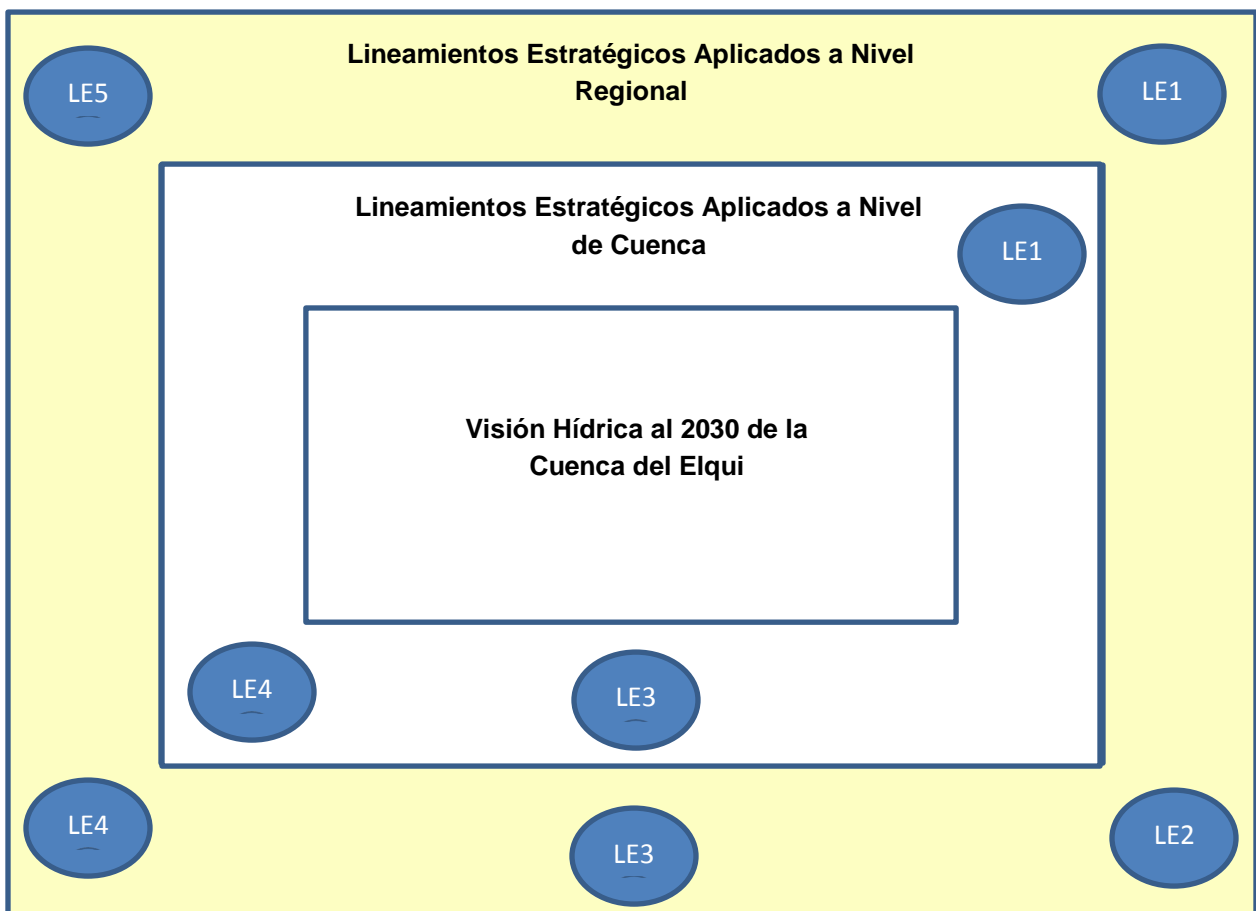 Lineamientos Estratégicos Aplicados a Nivel
Regional
LE5
LE1
Lineamientos Estratégicos Aplicados a Nivel
de Cuenca
LE1
Visión Hídrica al 2030 de la
Cuenca del Elqui
LE4
LE3
LE4
LE3
LE2